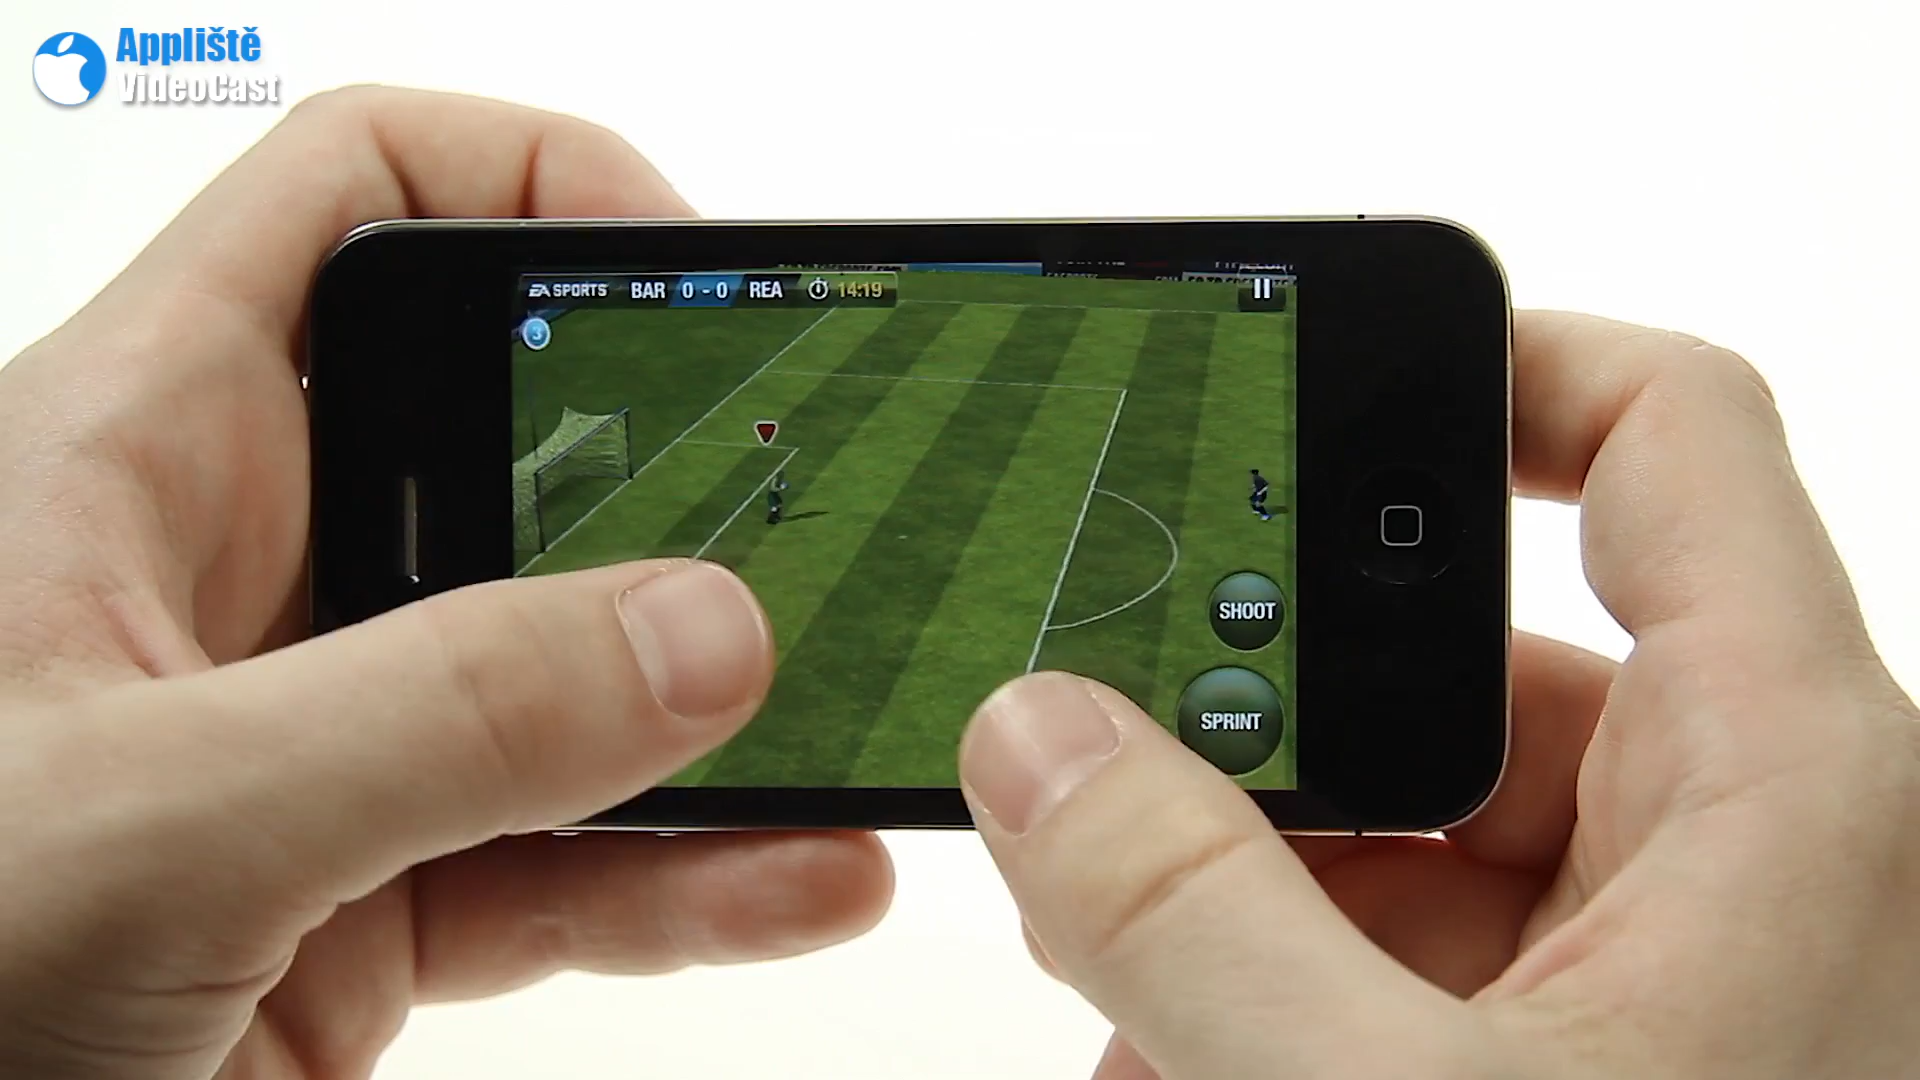 Appliště
VideoCast
EA SPORTS BAR 0 - 0 REA 14:19
3
SHOOT
SPRINT